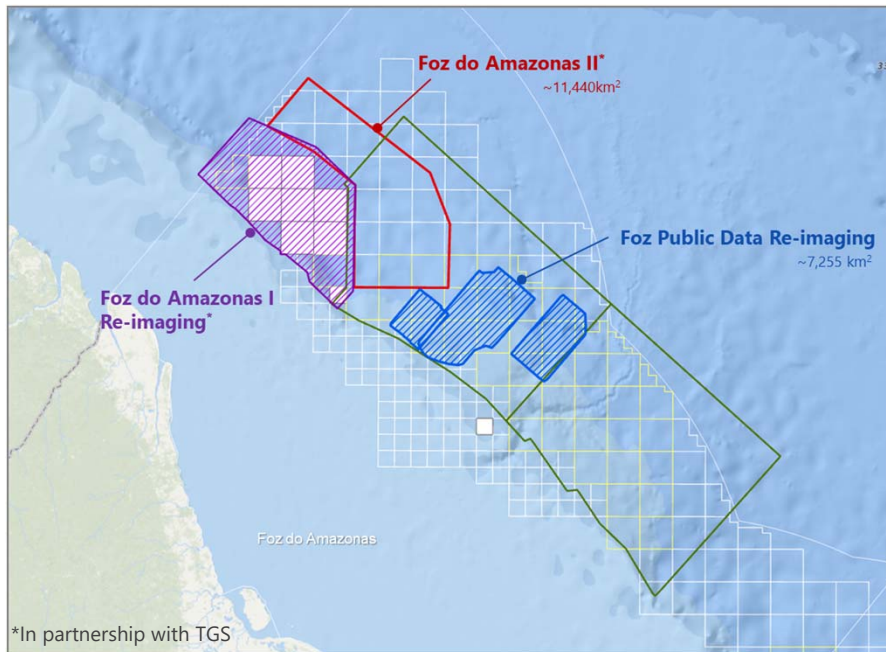 Foz do Amazonas II*
~11,440km²
Foz Public Data Re-imaging
~7,255 km²
Foz do Amazonas I
Re-imaging*
Foz do Amazonas
*In partnership with TGS